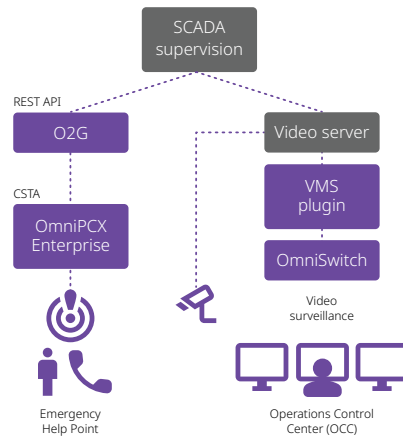 SCADA
supervision
REST API
O2G
Video server
CSTA
VMS
plugin
OmniPCX
Enterprise
OmniSwitch
Video
surveillance
Emergency
Help Point
Operations Control
Center (OCC)